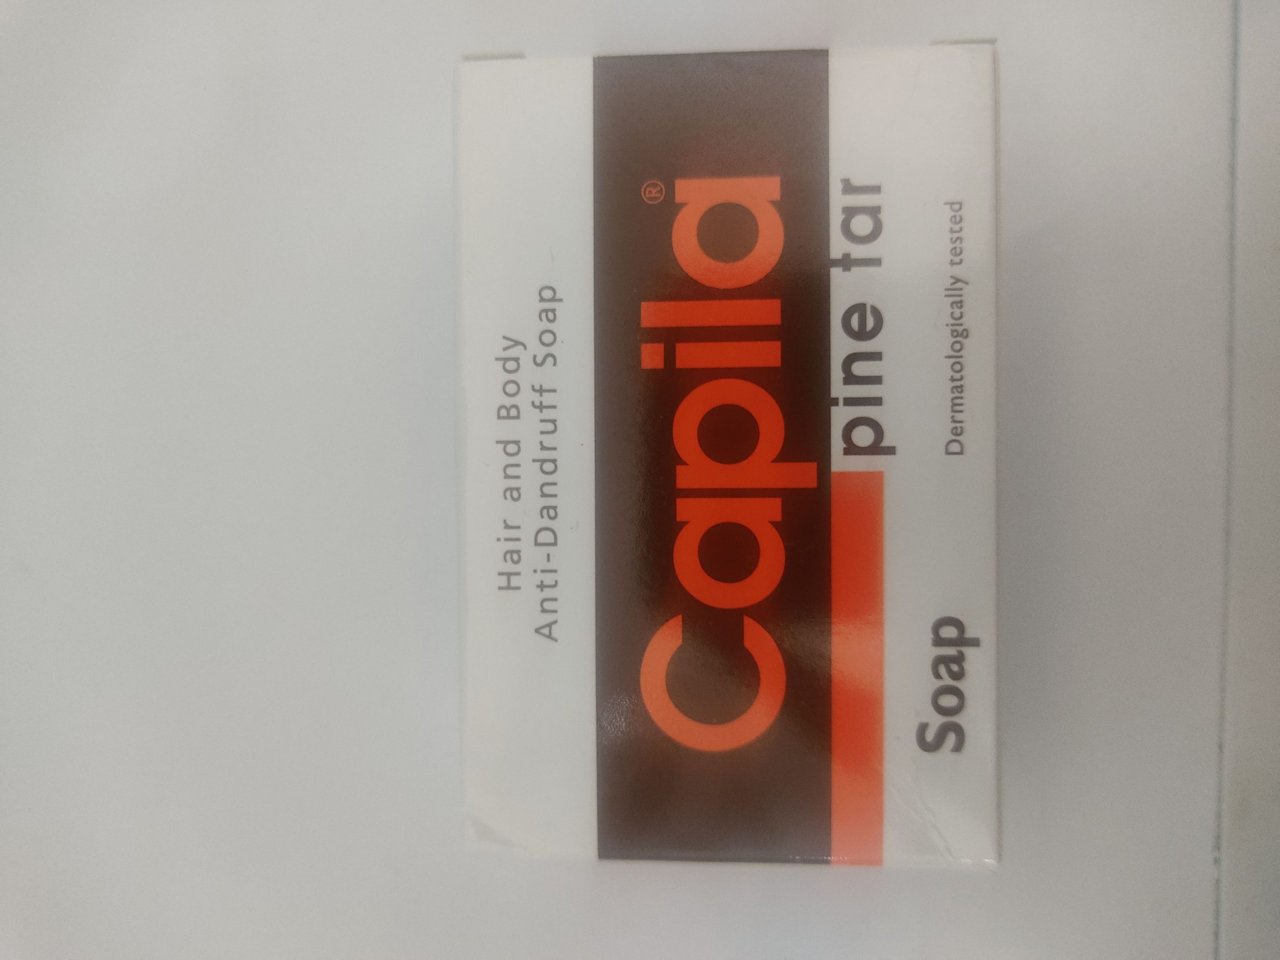 Hair and Body
Anti-Dandruff Soap
Capila®
pine tar
Soap Dermatologically tested